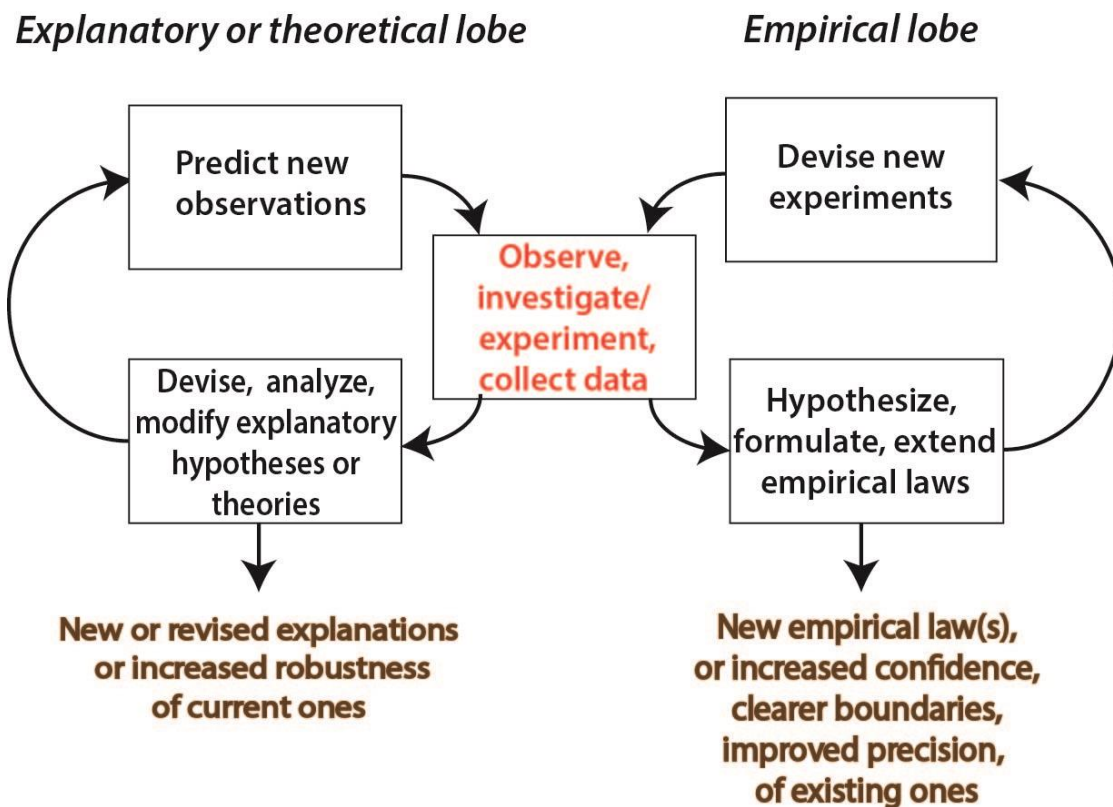 Explanatory or theoretical lobe
Empirical lobe
Predict new
observations
Devise new
experiments
Observe,
investigate/
experiment,
collect data
Devise, analyze,
modify explanatory
hypotheses or
theories
Hypothesize,
formulate, extend
empirical laws
New or revised explanations
or increased robustness
of current ones
New empirical law(s),
or increased confidence,
clearer boundaries,
improved precision,
of existing ones